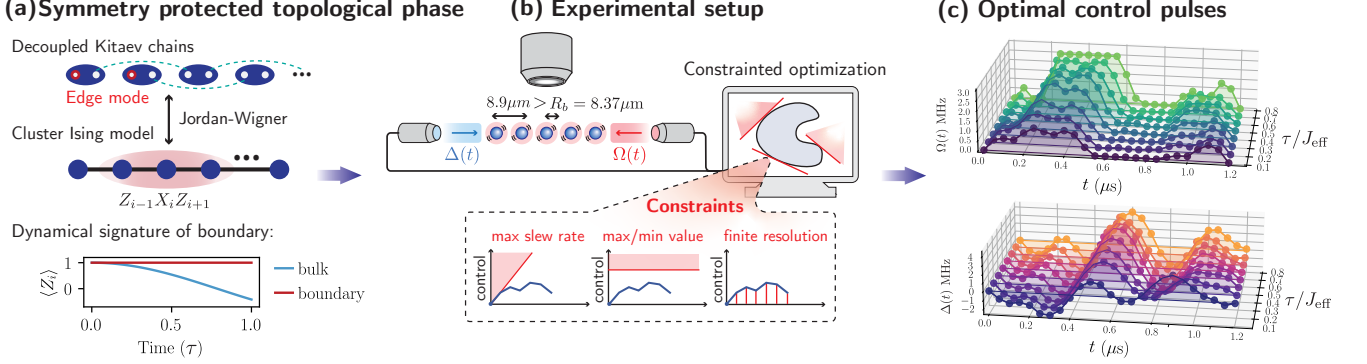 (a) Symmetry protected topological phase
Decoupled Kitaev chains
Edge mode
Jordan-Wigner
Cluster Ising model
Z_{i−1}X_iZ_{i+1}
Dynamical signature of boundary:
⟨Z_i⟩
1
0
0.0 0.5 1.0
Time (τ)
bulk
boundary
(b) Experimental setup
8.9μm > R_b = 8.37μm
Δ(t)
Ω(t)
Constrainted optimization
Constraints
max slew rate
max/min value
finite resolution
control
control
control
(c) Optimal control pulses
Ω(t) MHz
3.0
2.5
2.0
1.5
1.0
0.5
0.0
0.0 0.2 0.4 0.6 0.8 1.0 1.2
t (μs)
0.8
0.7
0.6
0.5
0.4
0.3
0.2
0.1
τ/J_eff
Δ(t) MHz
4
3
2
1
0
−1
−2
0.0 0.2 0.4 0.6 0.8 1.0 1.2
t (μs)
0.8
0.7
0.6
0.5
0.4
0.3
0.2
0.1
τ/J_eff